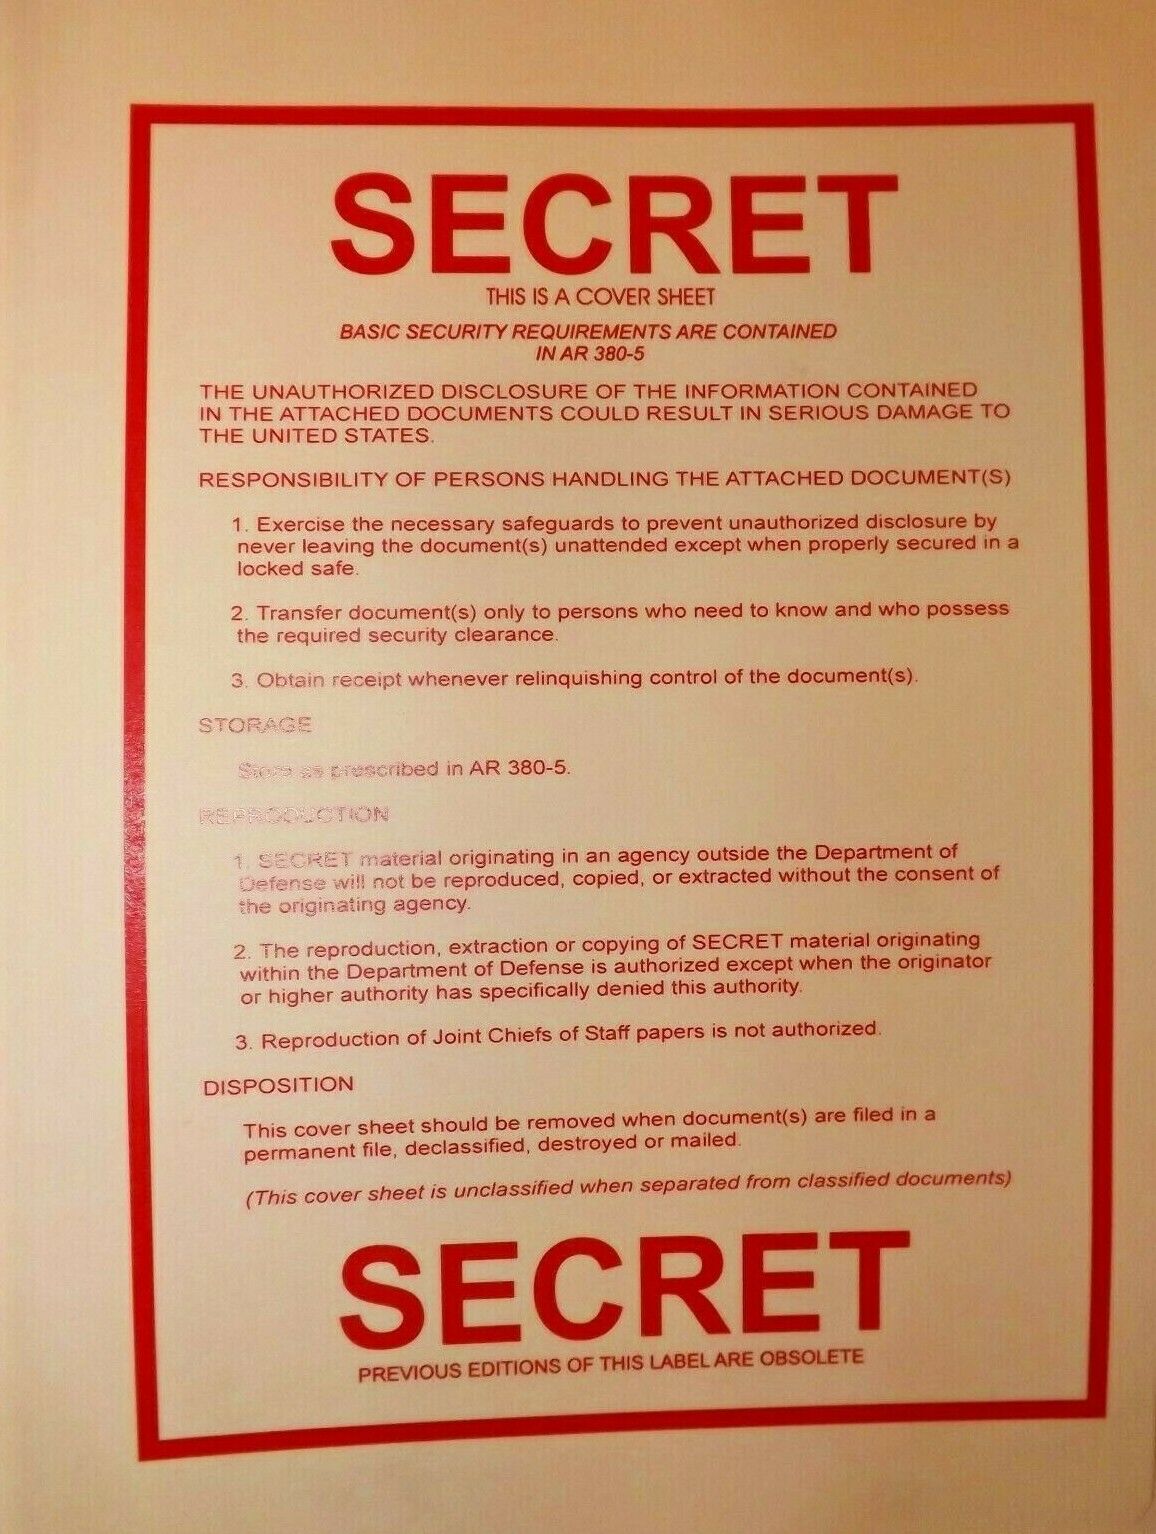 SECRET
THIS IS A COVER SHEET
BASIC SECURITY REQUIREMENTS ARE CONTAINED
IN AR 380-5
THE UNAUTHORIZED DISCLOSURE OF THE INFORMATION CONTAINED
IN THE ATTACHED DOCUMENTS COULD RESULT IN SERIOUS DAMAGE TO
THE UNITED STATES.
RESPONSIBILITY OF PERSONS HANDLING THE ATTACHED DOCUMENT(S)
1. Exercise the necessary safeguards to prevent unauthorized disclosure by
never leaving the document(s) unattended except when properly secured in a
locked safe.
2. Transfer document(s) only to persons who need to know and who possess
the required security clearance.
3. Obtain receipt whenever relinquishing control of the document(s).
STORAGE
Store as prescribed in AR 380-5.
REPRODUCTION
1. SECRET material originating in an agency outside the Department of
Defense will not be reproduced, copied, or extracted without the consent of
the originating agency.
2. The reproduction, extraction or copying of SECRET material originating
within the Department of Defense is authorized except when the originator
or higher authority has specifically denied this authority.
3. Reproduction of Joint Chiefs of Staff papers is not authorized.
DISPOSITION
This cover sheet should be removed when document(s) are filed in a
permanent file, declassified, destroyed or mailed.
(This cover sheet is unclassified when separated from classified documents)
SECRET
PREVIOUS EDITIONS OF THIS LABEL ARE OBSOLETE